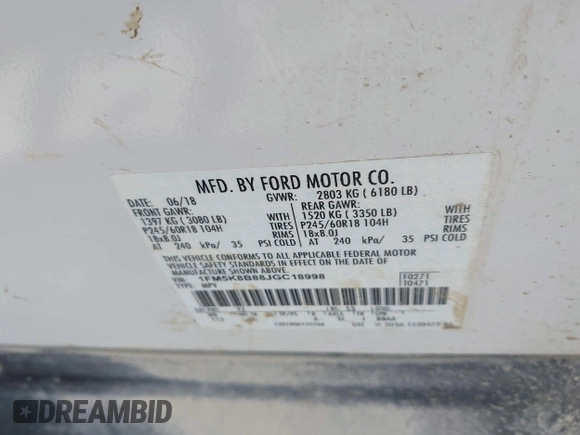 MFD. BY FORD MOTOR CO.
DATE: 06/18 GVWR: 2803 KG ( 6180 LB)
FRONT GAWR: REAR GAWR:
1397 KG ( 3080 LB) WITH 1520 KG ( 3350 LB) WITH
P245/60R18 104H TIRES P245/60R18 104H TIRES
18x8.0J RIMS 18x8.0J RIMS
AT 240 kPa/ 35 PSI COLD AT 240 kPa/ 35 PSI COLD
THIS VEHICLE CONFORMS TO ALL APPLICABLE FEDERAL MOTOR
VEHICLE SAFETY STANDARDS IN EFFECT ON THE DATE OF
MANUFACTURE SHOWN ABOVE.
VIN: 1FM5K8B88JGC18998 F0271
TYPE: MPV T0471
DREAMBID